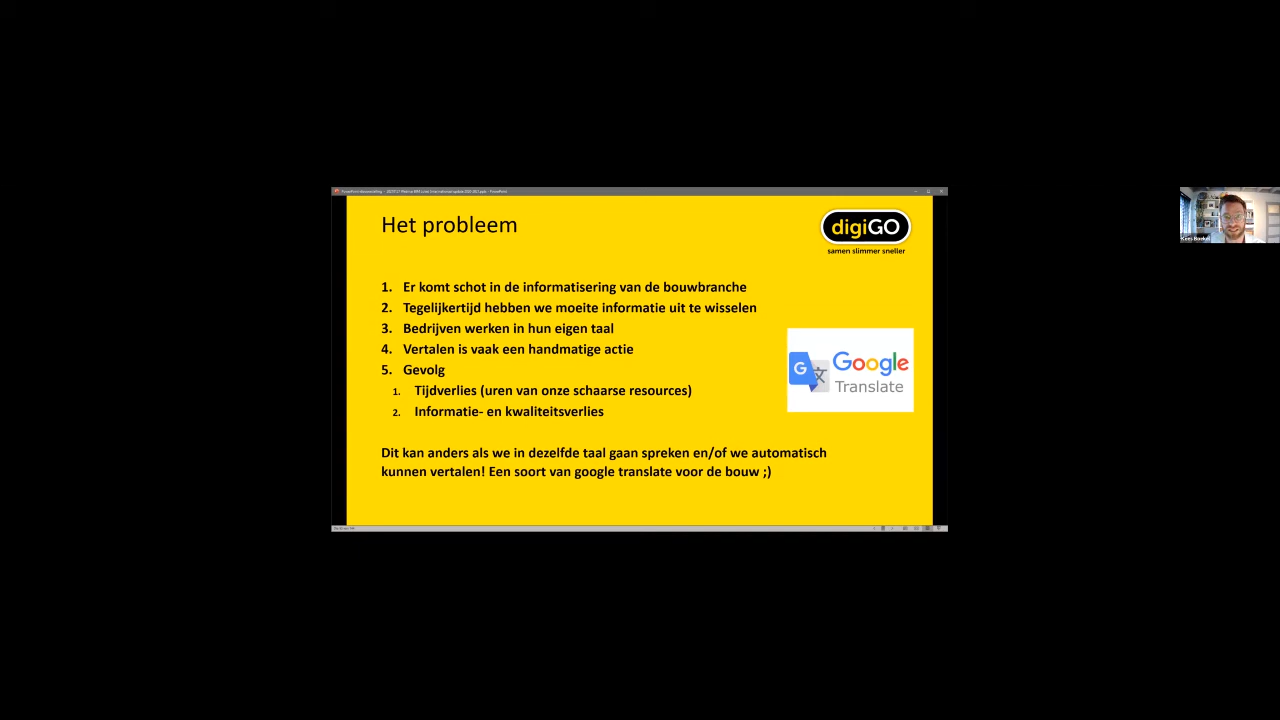 Het probleem
digiGO
samen slimmer sneller
1. Er komt schot in de informatisering van de bouwbranche
2. Tegelijkertijd hebben we moeite informatie uit te wisselen
3. Bedrijven werken in hun eigen taal
4. Vertalen is vaak een handmatige actie
5. Gevolg
1. Tijdverlies (uren van onze schaarse resources)
2. Informatie- en kwaliteitsverlies
G 文 Google
Translate
Dit kan anders als we in dezelfde taal gaan spreken en/of we automatisch
kunnen vertalen! Een soort van google translate voor de bouw ;)